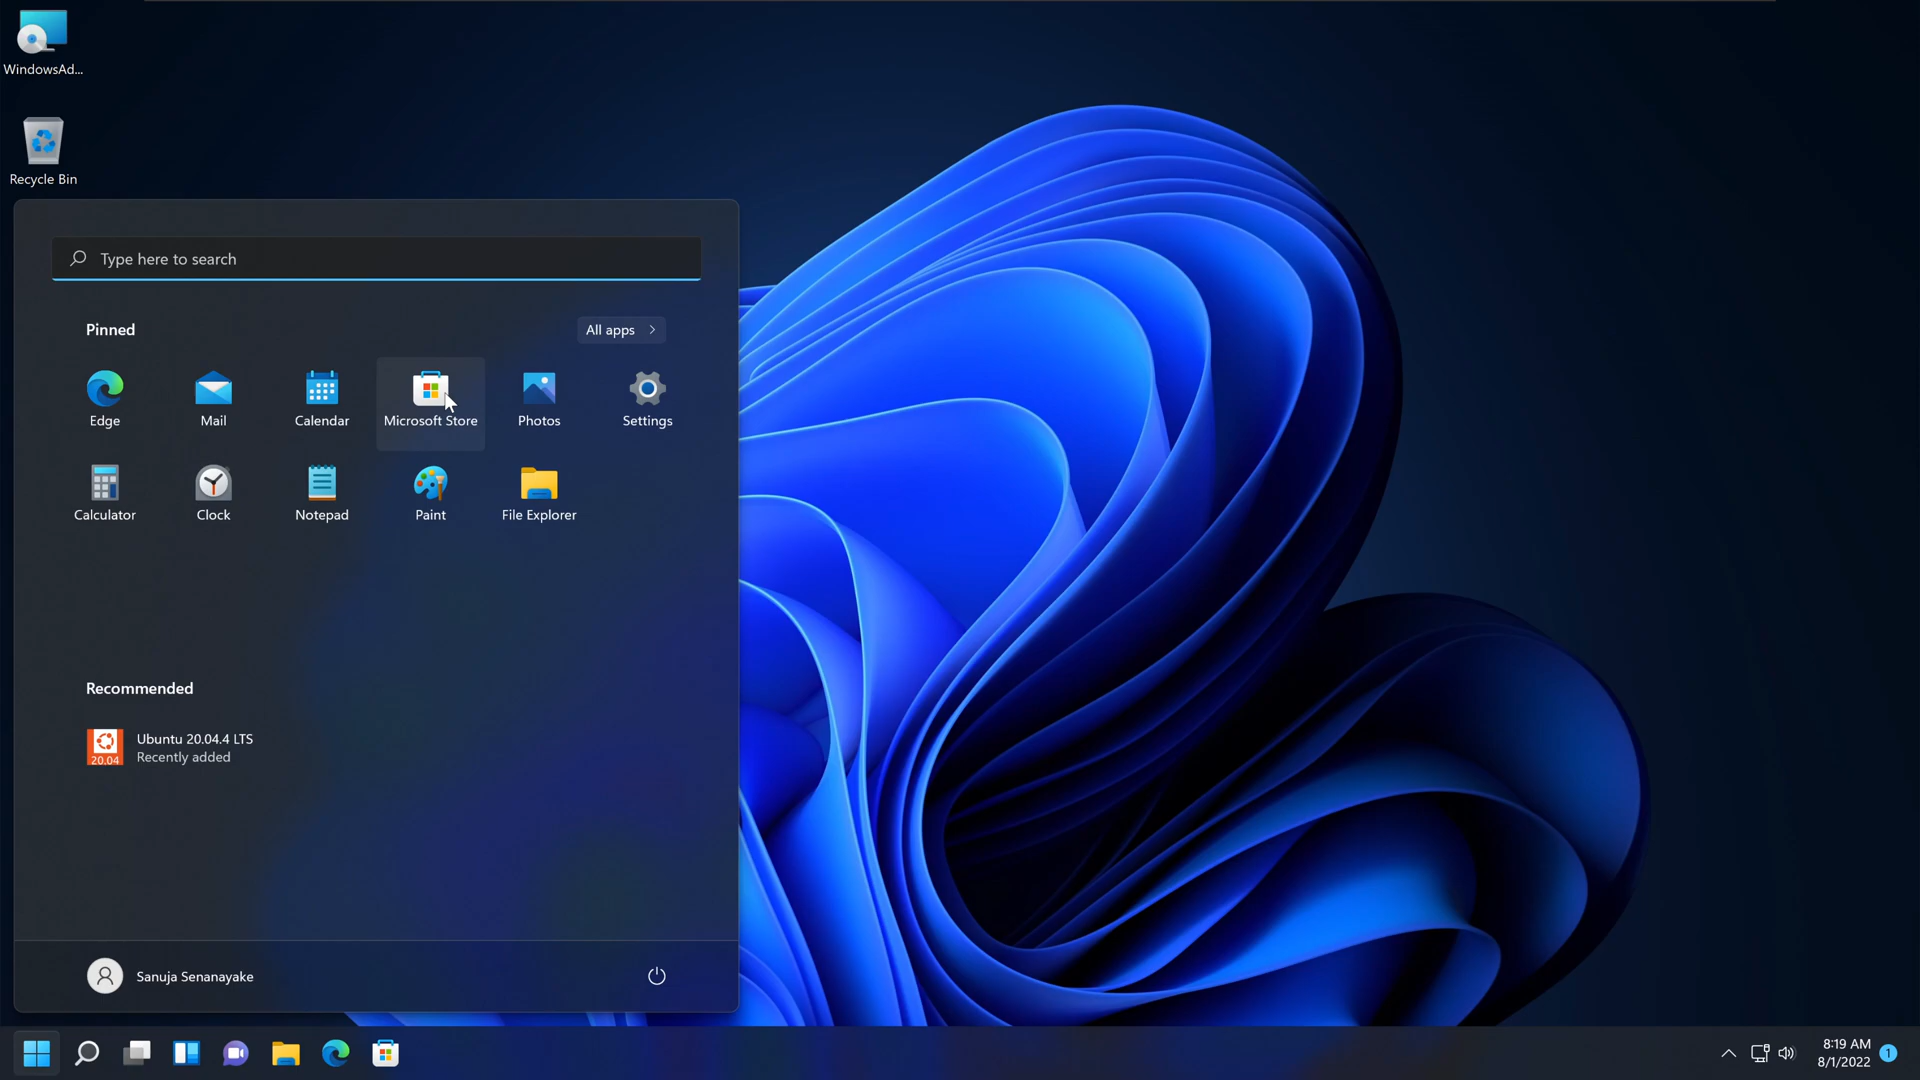 WindowsAd...
Recycle Bin
Type here to search
Pinned
All apps
Edge
Mail
Calendar
Microsoft Store
Photos
Settings
Calculator
Clock
Notepad
Paint
File Explorer
Recommended
20.04
Ubuntu 20.04.4 LTS
Recently added
Sanuja Senanayake
8:19 AM
8/1/2022
1